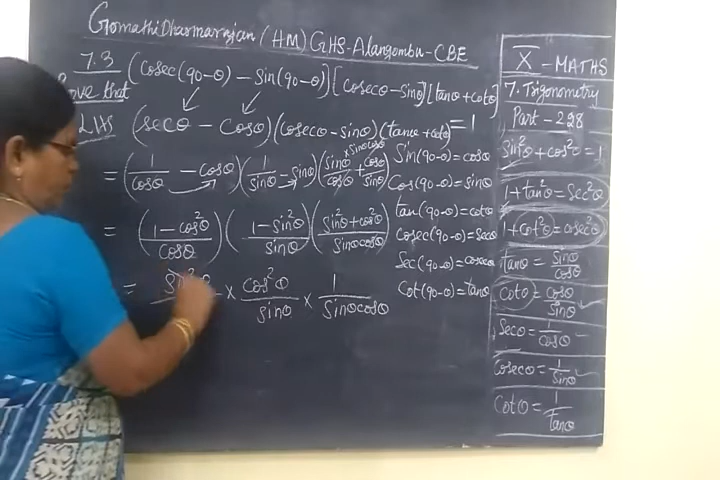 Gomathi Dharmarajan (HM) GHS-Alangombu-CBE
7.3 (cosec(90-θ) - sin(90-θ)) [cosecθ - sinθ] [tanθ + cotθ]
that
= 1
LHS (secθ - cosθ)(cosecθ - sinθ)(tanθ + cotθ)
= (1/cosθ - cosθ)(1/sinθ - sinθ)(sinθ/cosθ + cosθ/sinθ) × sinθcosθ
= ((1-cos²θ)/cosθ) ((1-sin²θ)/sinθ) ((sin²θ+cos²θ)/(sinθcosθ))
= sin²θ × cos²θ/sinθ × 1/(sinθcosθ)
Sin(90-θ) = cosθ
Cos(90-θ) = sinθ
tan(90-θ) = cotθ
Cosec(90-θ) = secθ
Sec(90-θ) = cosecθ
Cot(90-θ) = tanθ
X - MATHS
7. Trigonometry
Part - 228
Sin²θ + cos²θ = 1
1 + tan²θ = Sec²θ
1 + cot²θ = cosec²θ
tanθ = sinθ/cosθ
cotθ = cosθ/sinθ
Secθ = 1/cosθ
Cosecθ = 1/sinθ
Cotθ = 1/Tanθ